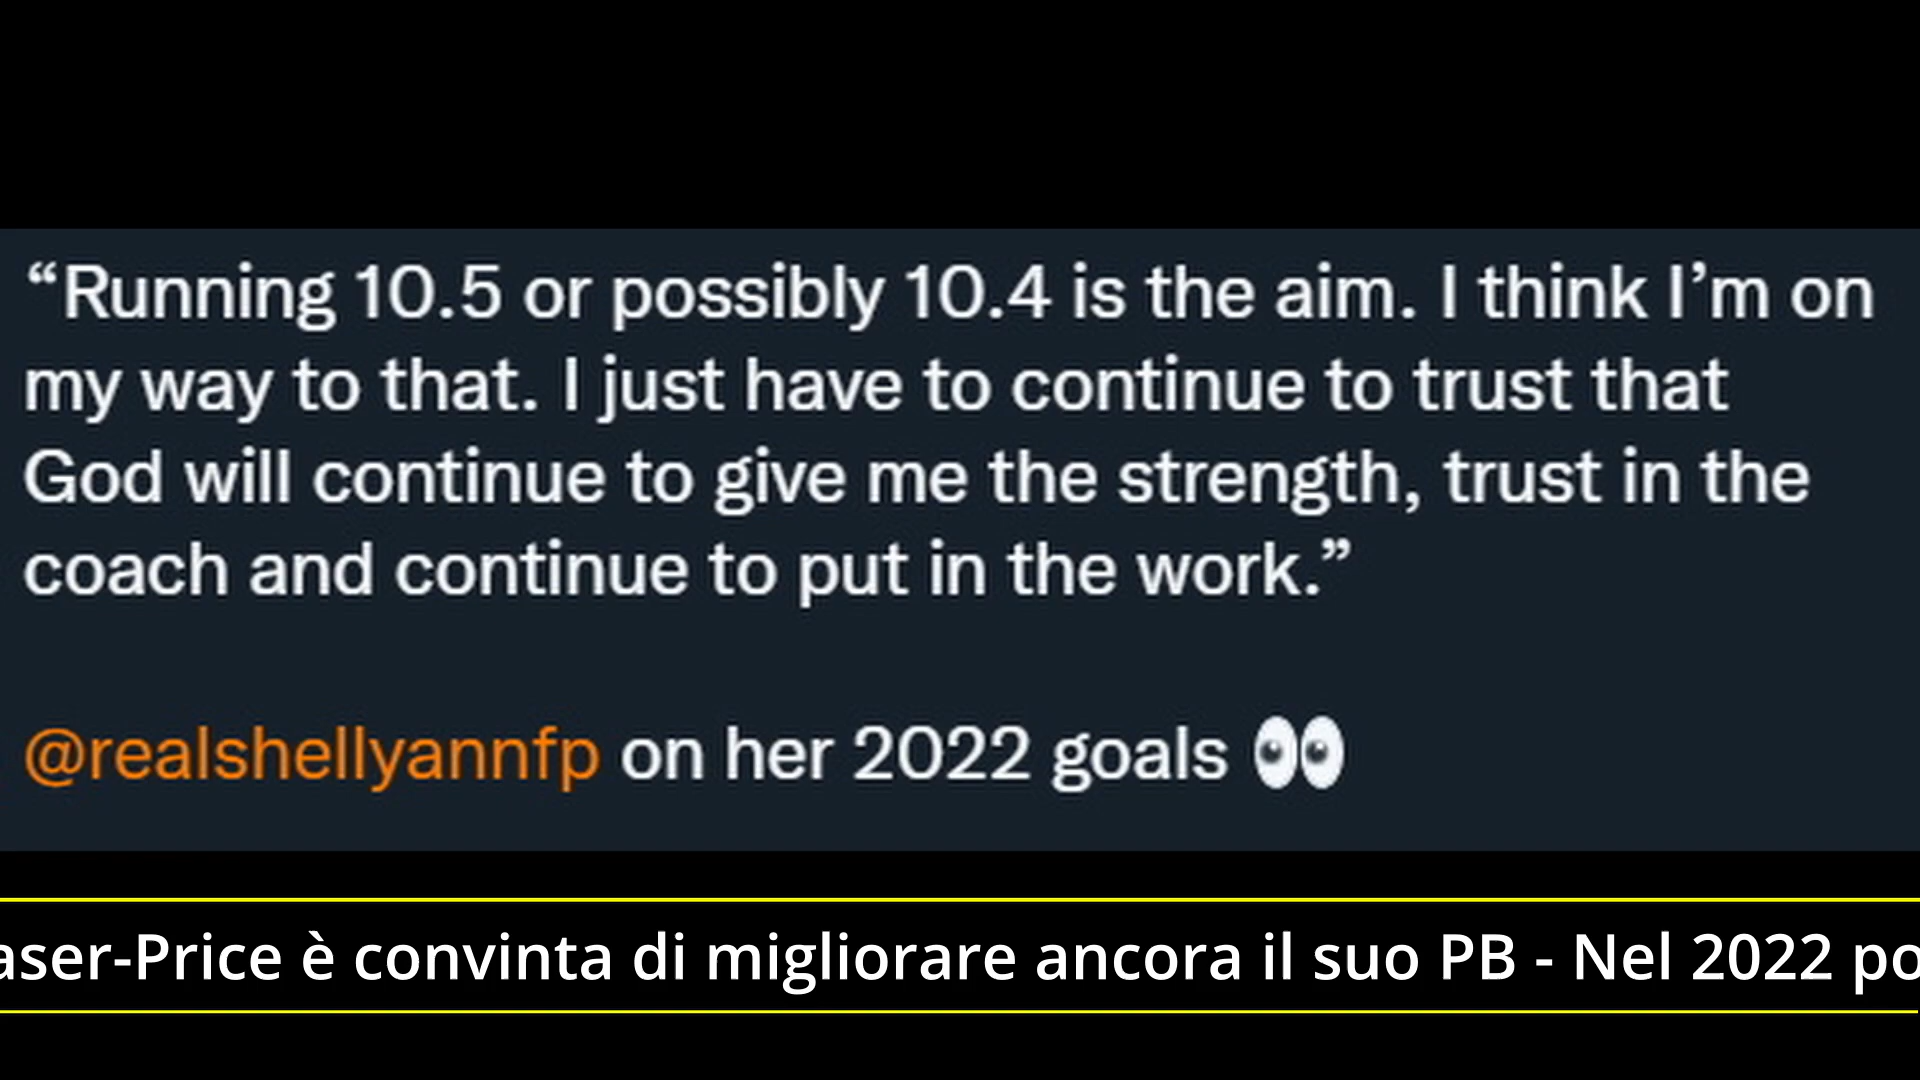 “Running 10.5 or possibly 10.4 is the aim. I think I’m on
my way to that. I just have to continue to trust that
God will continue to give me the strength, trust in the
coach and continue to put in the work.”
@realshellyannfp on her 2022 goals 👀
aser-Price è convinta di migliorare ancora il suo PB - Nel 2022 po